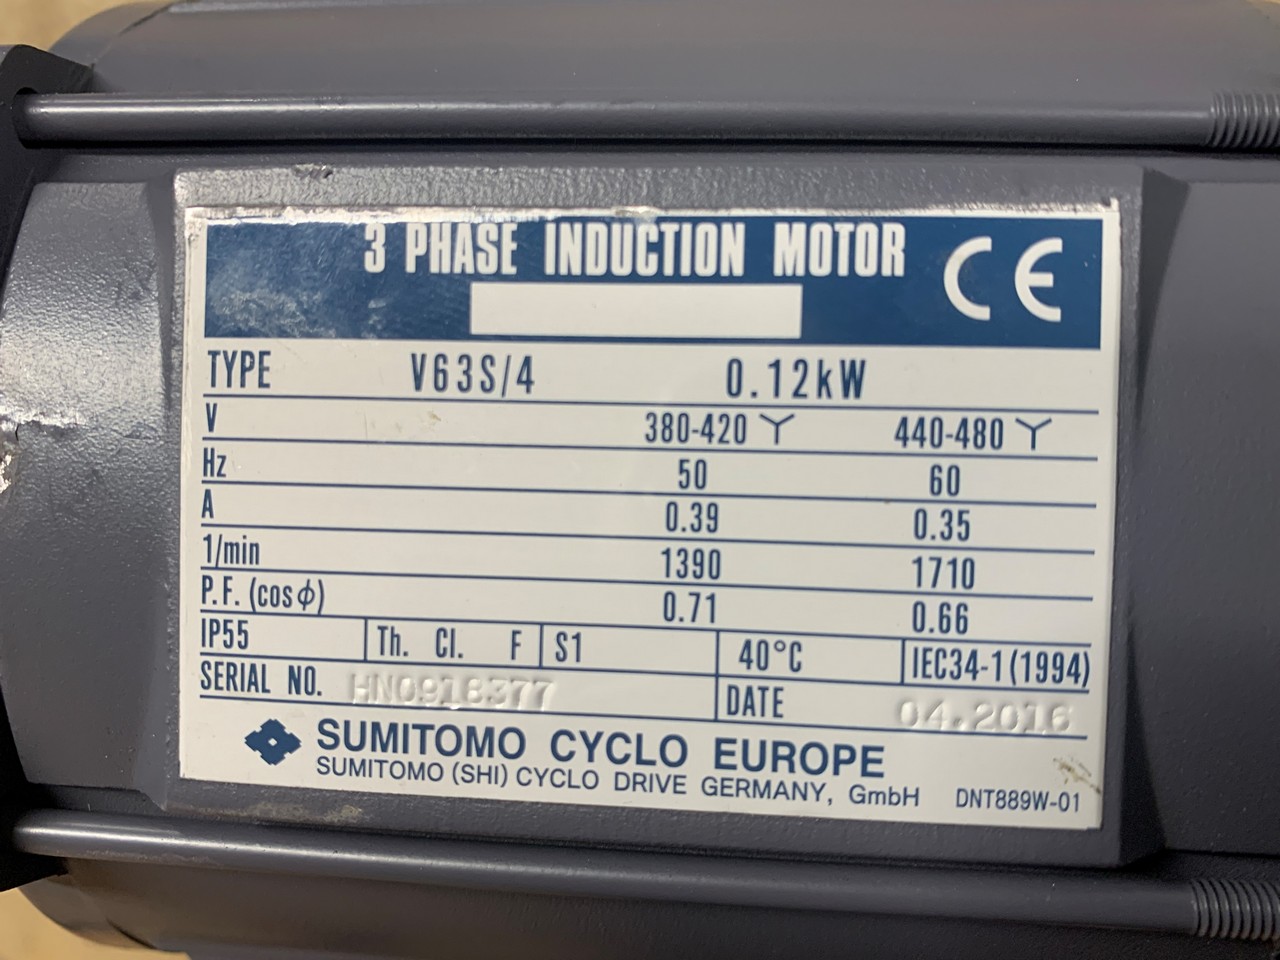 3 PHASE INDUCTION MOTOR CE
TYPE V63S/4 0.12kW
V 380-420 Y 440-480 Y
Hz 50 60
A 0.39 0.35
1/min 1390 1710
P.F. (cosϕ) 0.71 0.66
IP55 Th. Cl. F S1 40°C IEC34-1(1994)
SERIAL NO. HN0918377 DATE 04.2016
SUMITOMO CYCLO EUROPE
SUMITOMO (SHI) CYCLO DRIVE GERMANY, GmbH DNT889W-01